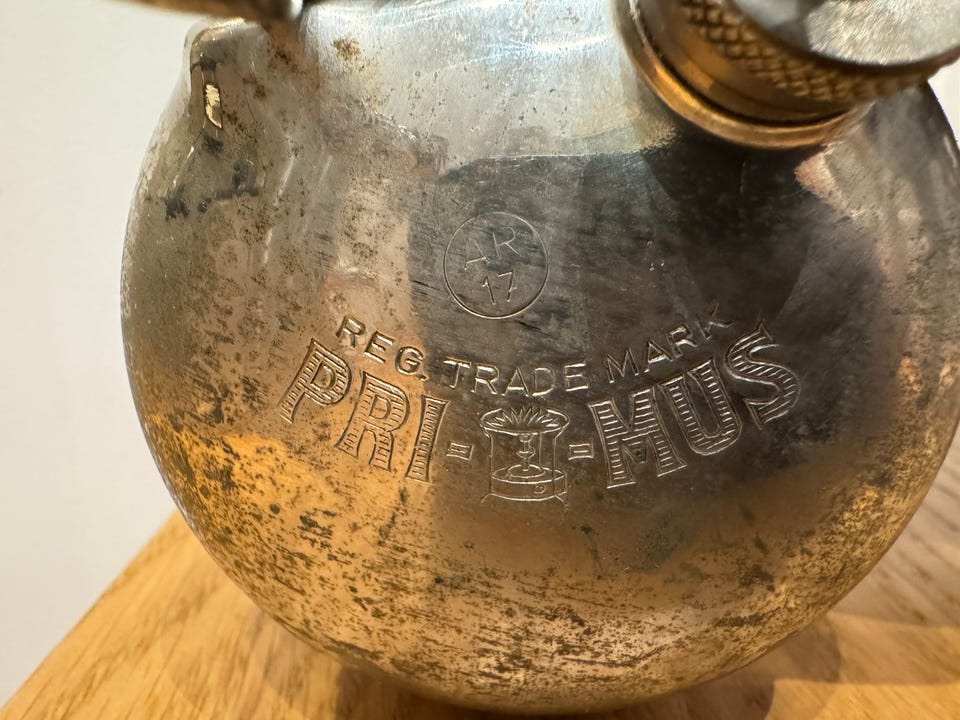 AR
17
REG. TRADE MARK
PRI-MUS